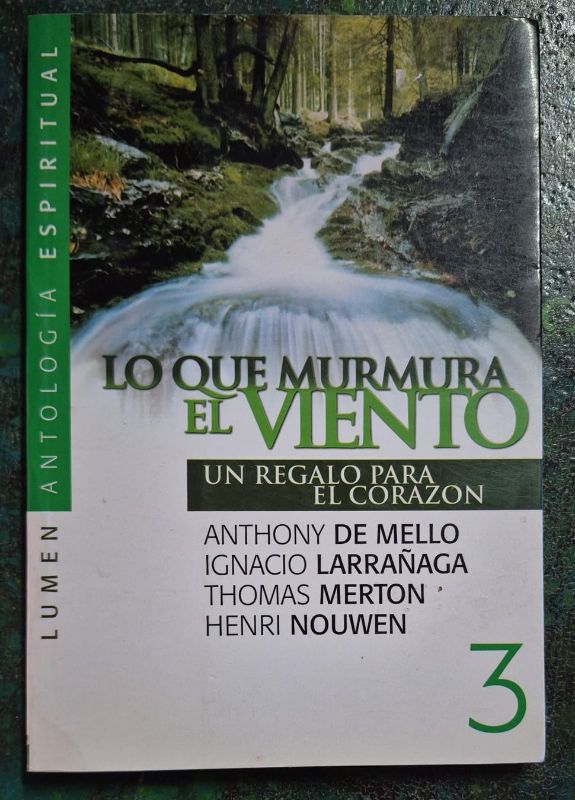 LUMEN ANTOLOGÍA ESPIRITUAL
LO QUE MURMURA
EL VIENTO
UN REGALO PARA
EL CORAZON
ANTHONY DE MELLO
IGNACIO LARRAÑAGA
THOMAS MERTON
HENRI NOUWEN
3